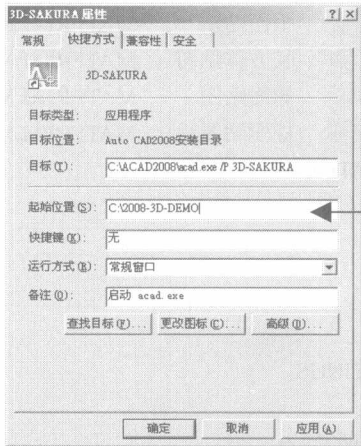 3D-SAKURA 属性
常规 快捷方式 兼容性 安全
3D-SAKURA
目标类型: 应用程序
目标位置: Auto CAD2008安装目录
目标(T): C:\ACAD2008\acad.exe /P 3D-SAKURA
起始位置(S): C:\2008-3D-DEMO
快捷键(K): 无
运行方式(R): 常规窗口
备注(O): 启动 acad.exe
查找目标(F)... 更改图标(C)... 高级(D)...
确定 取消 应用(A)